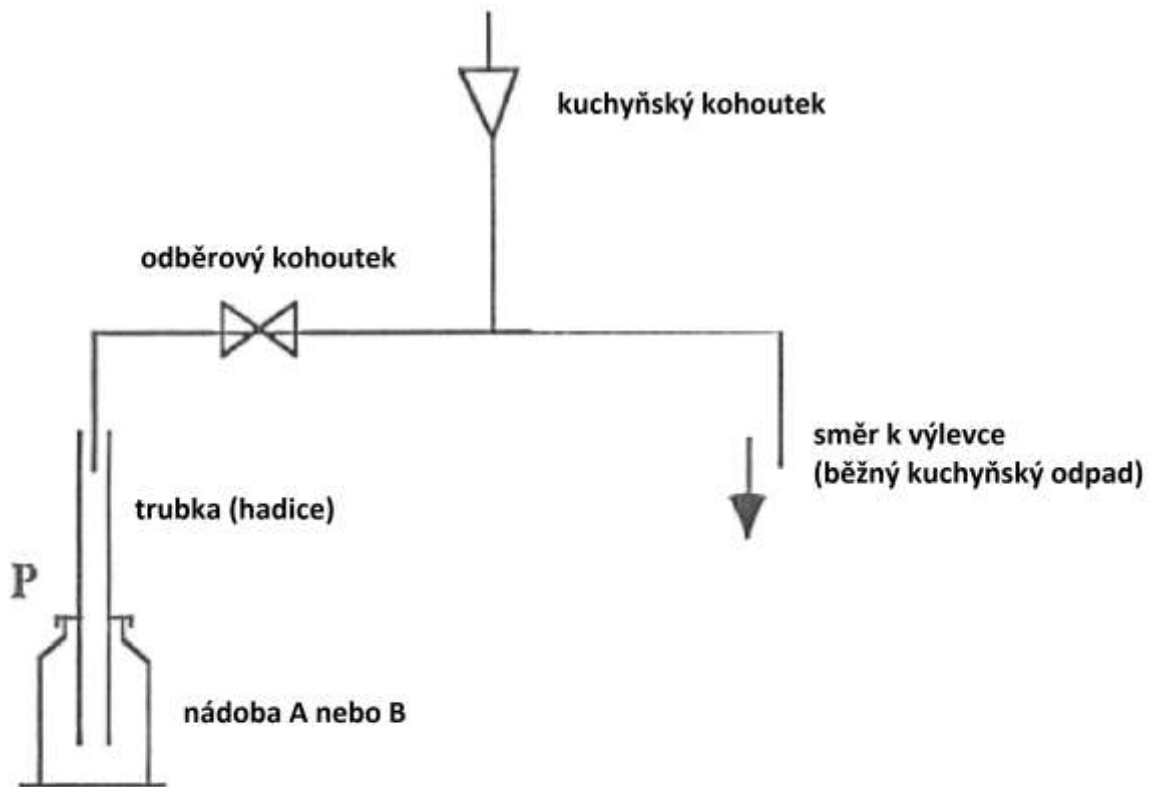 kuchyňský kohoutek
odběrový kohoutek
směr k výlevce
(běžný kuchyňský odpad)
trubka (hadice)
P
nádoba A nebo B